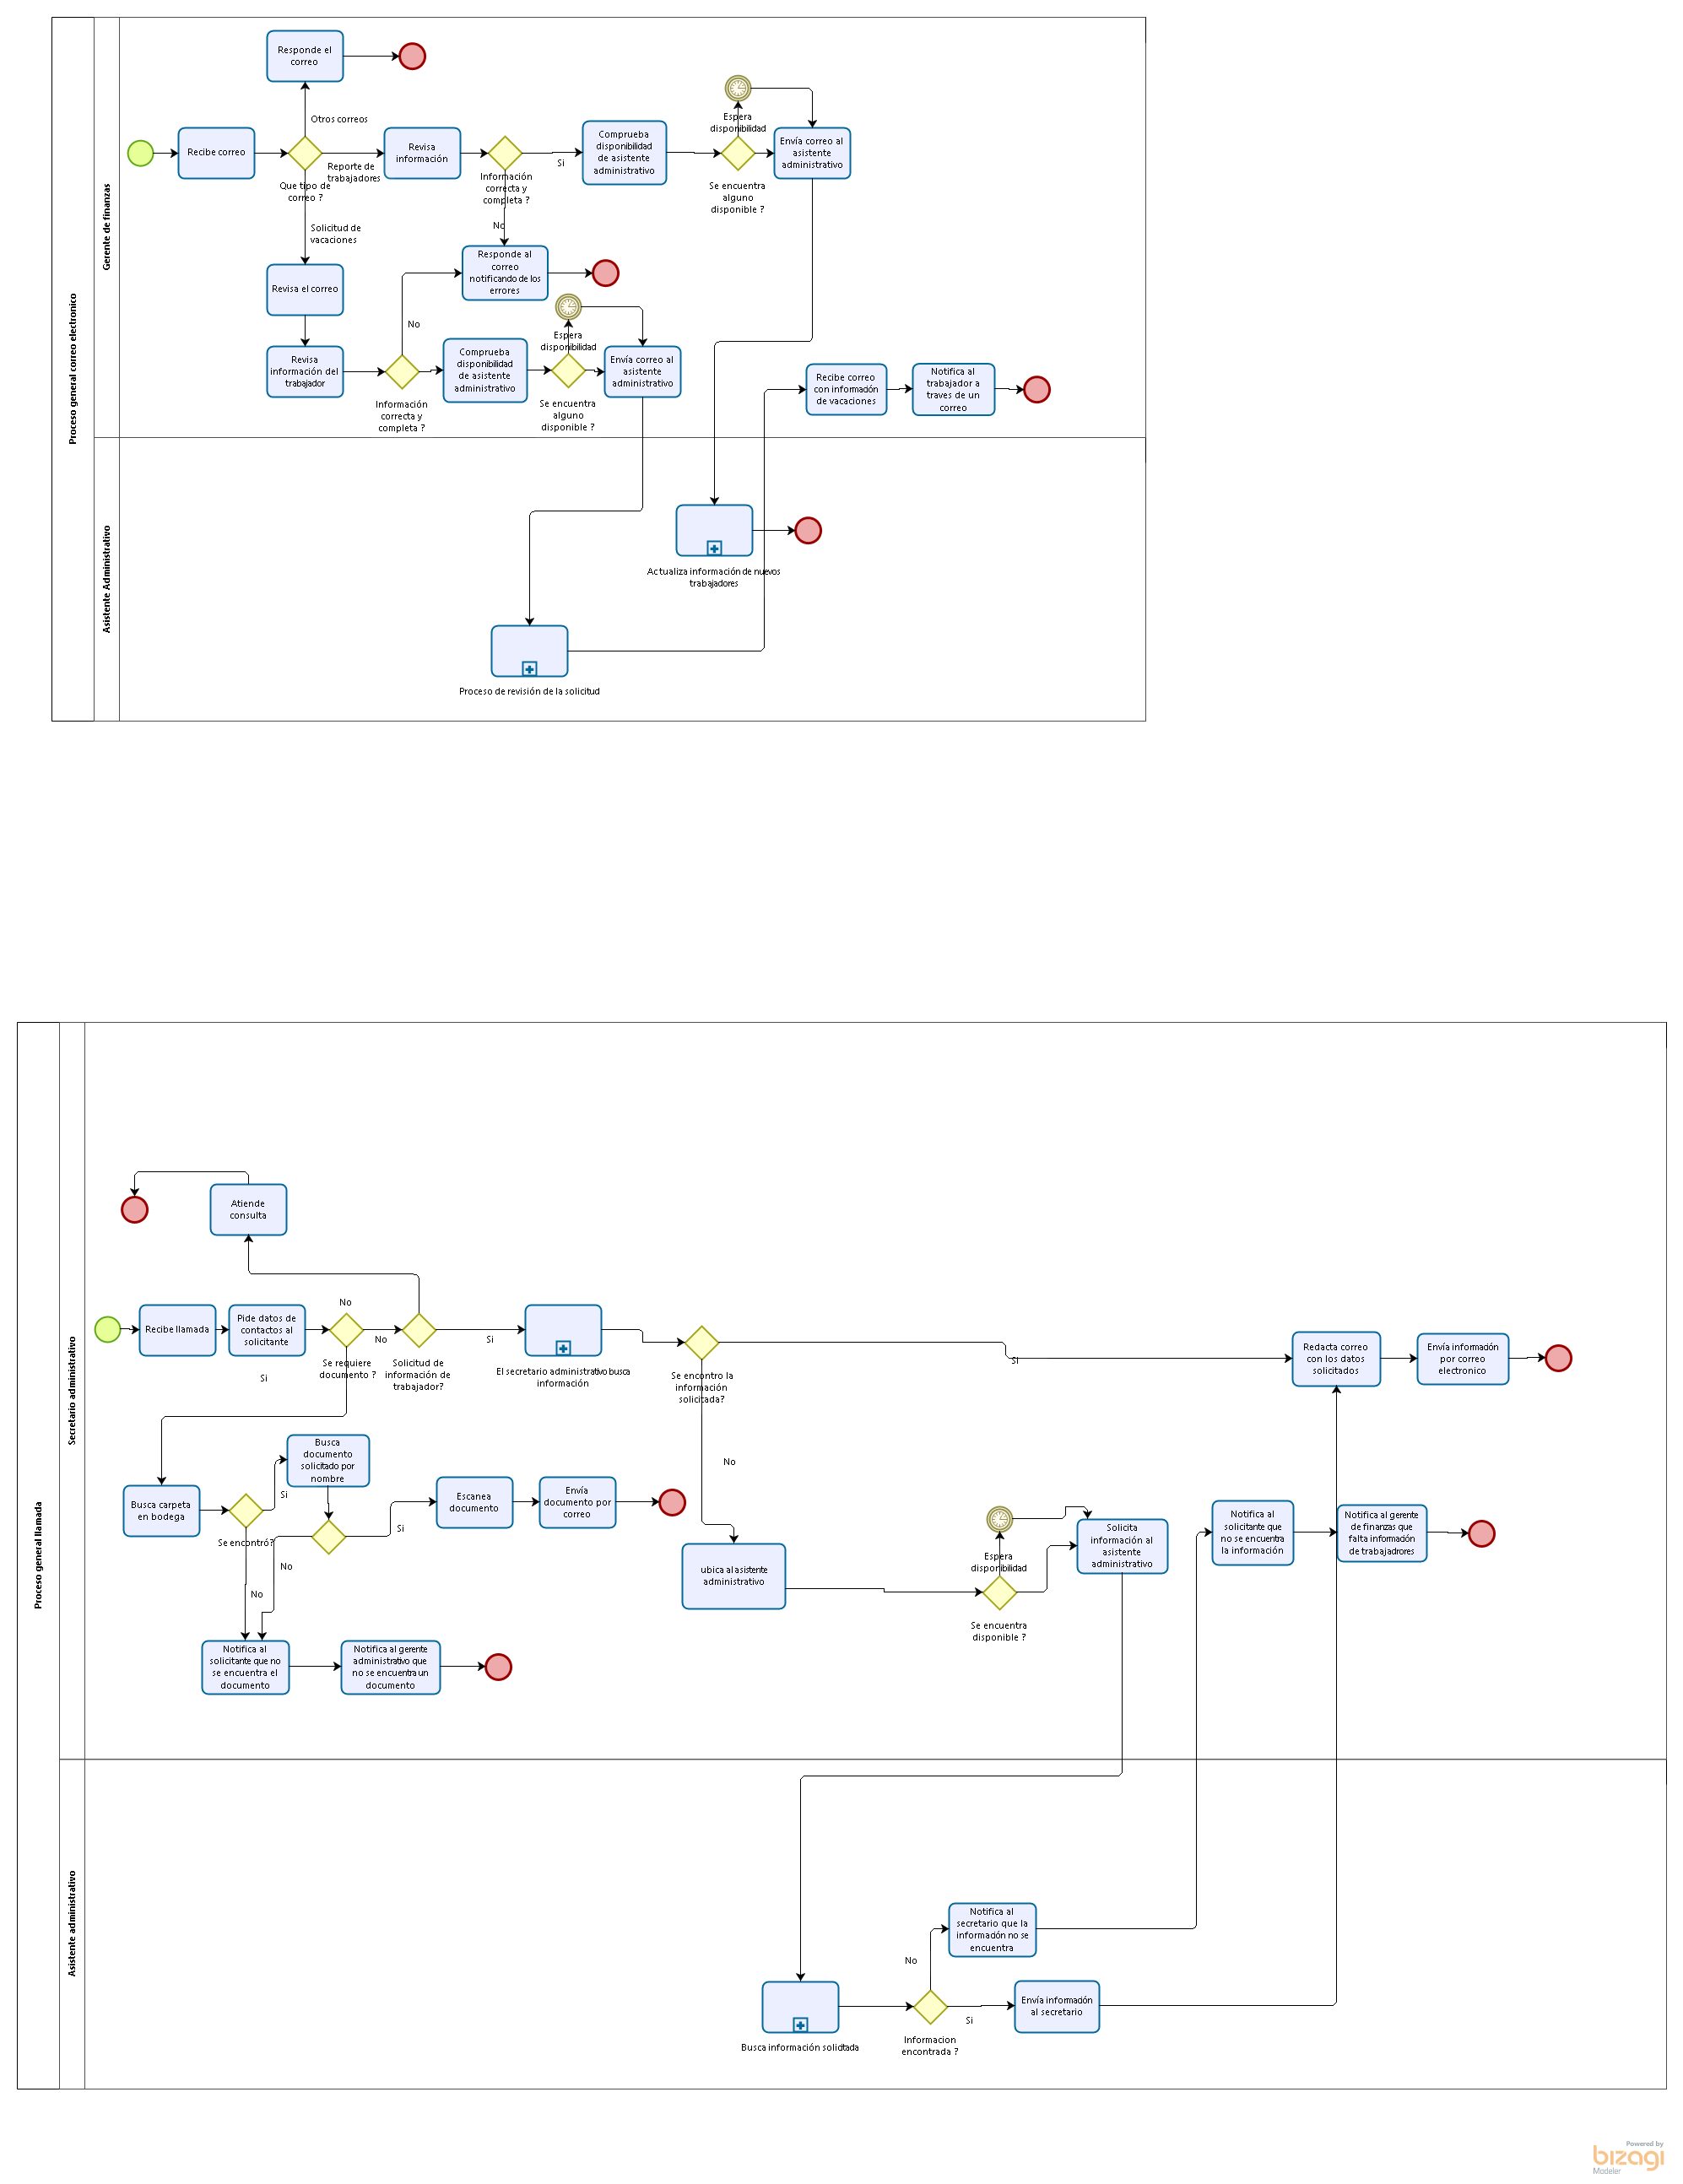 Proceso general correo electronico
Gerente de finanzas
Asistente Administrativo
Responde el
correo
Otros correos
Recibe correo
Que tipo de
correo ?
Reporte de
trabajadores
Revisa
información
Información
correcta y
completa ?
Si
No
Comprueba
disponibilidad
de asistente
administrativo
Espera
disponibilidad
Se encuentra
alguno
disponible ?
Envía correo al
asistente
administrativo
Solicitud de
vacaciones
Revisa el correo
Responde al
correo
notificando de los
errores
Revisa
información del
trabajador
No
Información
correcta y
completa ?
Comprueba
disponibilidad
de asistente
administrativo
Espera
disponibilidad
Se encuentra
alguno
disponible ?
Envía correo al
asistente
administrativo
Recibe correo
con información
de vacaciones
Notifica al
trabajador a
traves de un
correo
Actualiza información de nuevos
trabajadores
Proceso de revisión de la solicitud
Proceso general llamada
Secretario administrativo
Asistente administrativo
Atiende
consulta
Recibe llamada
Pide datos de
contactos al
solicitante
No
Se requiere
documento ?
Si
No
Solicitud de
información de
trabajador?
Si
El secretario administrativo busca
información
Se encontro la
información
solicitada?
Si
No
Redacta correo
con los datos
solicitados
Envía información
por correo
electronico
Busca carpeta
en bodega
Se encontró?
Si
No
Busca
documento
solicitado por
nombre
Si
No
Escanea
documento
Envía
documento por
correo
Notifica al
solicitante que no
se encuentra el
documento
Notifica al gerente
administrativo que
no se encuentra un
documento
ubica al asistente
administrativo
Espera
disponibilidad
Se encuentra
disponible ?
Solicita
información al
asistente
administrativo
Notifica al
solicitante que
no se encuentra
la información
Notifica al gerente
de finanzas que
falta información
de trabajadrores
Busca información solicitada
Informacion
encontrada ?
No
Si
Notifica al
secretario que la
información no se
encuentra
Envía información
al secretario
Powered by
bizagi
Modeler